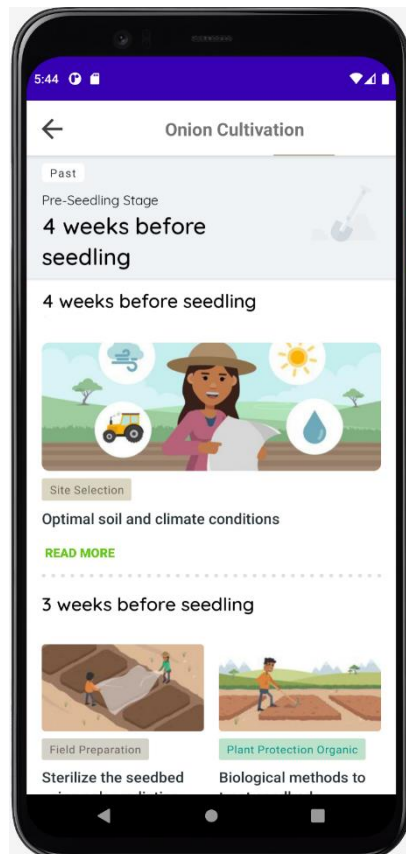 5:44
Onion Cultivation
Past
Pre-Seedling Stage
4 weeks before
seedling
4 weeks before seedling
Site Selection
Optimal soil and climate conditions
READ MORE
3 weeks before seedling
Field Preparation
Plant Protection Organic
Sterilize the seedbed
Biological methods to